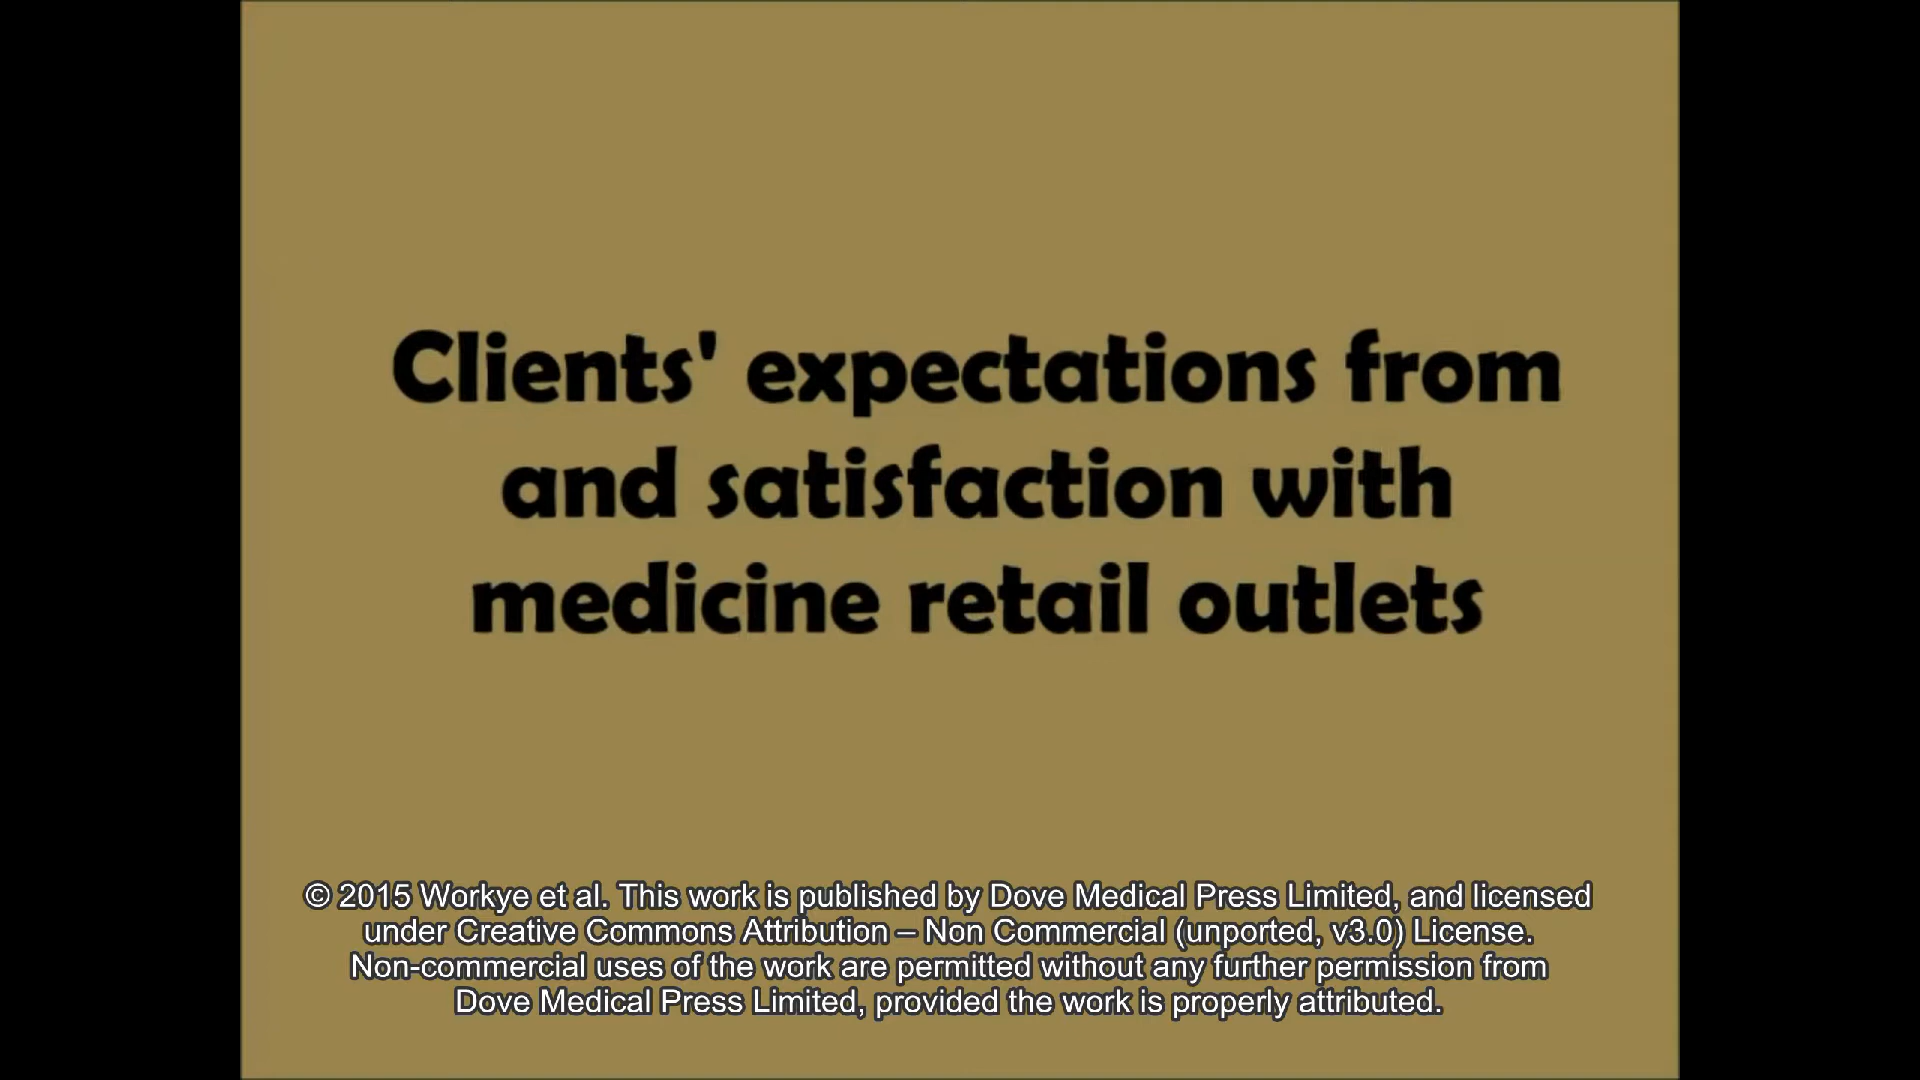 Clients' expectations from
and satisfaction with
medicine retail outlets
© 2015 Workye et al. This work is published by Dove Medical Press Limited, and licensed
under Creative Commons Attribution – Non Commercial (unported, v3.0) License.
Non-commercial uses of the work are permitted without any further permission from
Dove Medical Press Limited, provided the work is properly attributed.